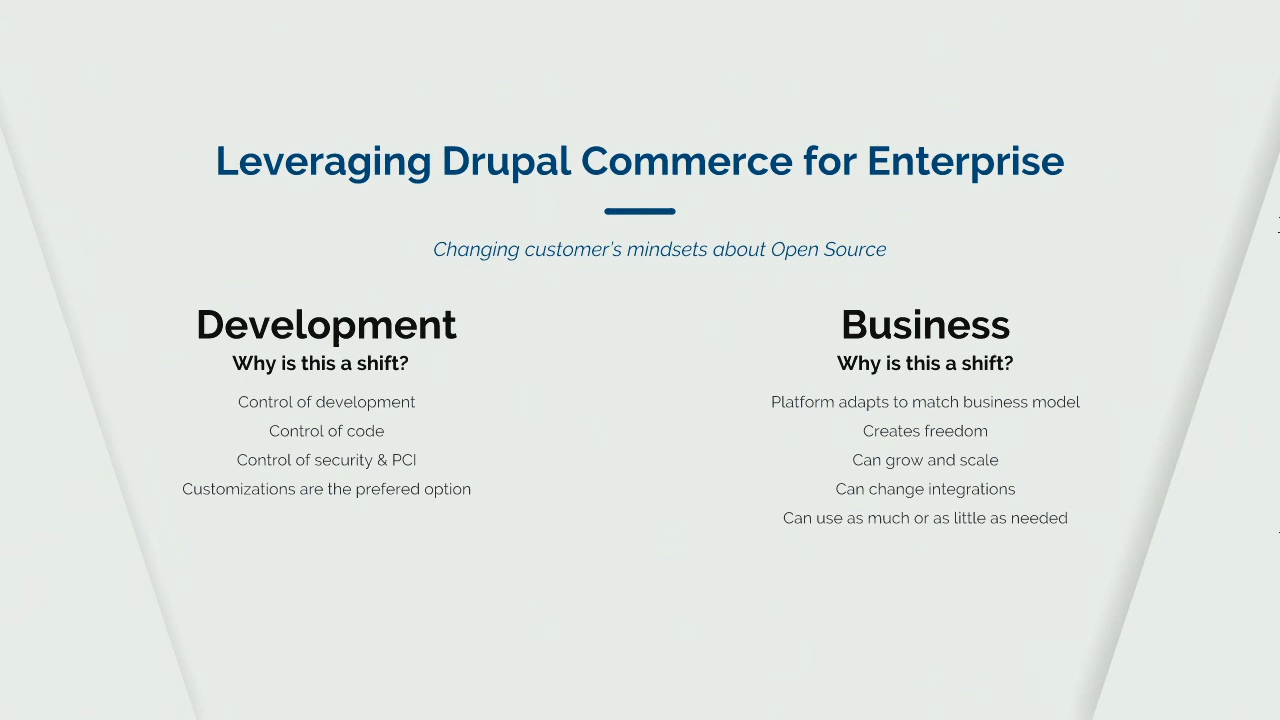 Leveraging Drupal Commerce for Enterprise
Changing customer's mindsets about Open Source
Development
Why is this a shift?
Control of development
Control of code
Control of security & PCI
Customizations are the prefered option
Business
Why is this a shift?
Platform adapts to match business model
Creates freedom
Can grow and scale
Can change integrations
Can use as much or as little as needed